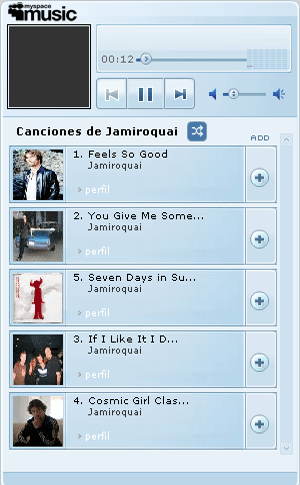 myspace
music
00:12
Canciones de Jamiroquai
ADD
1. Feels So Good
Jamiroquai
> perfil
2. You Give Me Some...
Jamiroquai
> perfil
5. Seven Days in Su...
Jamiroquai
> perfil
3. If I Like It I D...
Jamiroquai
> perfil
4. Cosmic Girl Clas...
Jamiroquai
> perfil